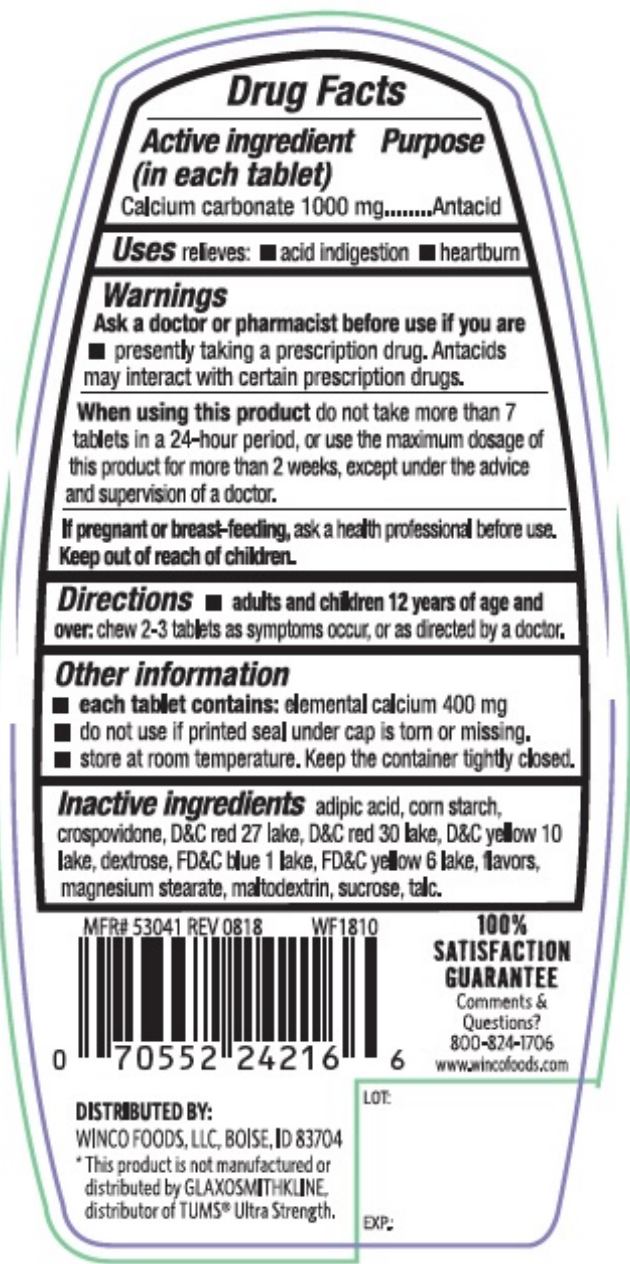 Drug Facts
Active ingredient Purpose
(in each tablet)
Calcium carbonate 1000 mg........Antacid
Uses relieves: ■ acid indigestion ■ heartburn
Warnings
Ask a doctor or pharmacist before use if you are
■ presently taking a prescription drug. Antacids
may interact with certain prescription drugs.
When using this product do not take more than 7
tablets in a 24-hour period, or use the maximum dosage of
this product for more than 2 weeks, except under the advice
and supervision of a doctor.
If pregnant or breast-feeding, ask a health professional before use.
Keep out of reach of children.
Directions ■ adults and children 12 years of age and
over: chew 2-3 tablets as symptoms occur, or as directed by a doctor.
Other information
■ each tablet contains: elemental calcium 400 mg
■ do not use if printed seal under cap is torn or missing.
■ store at room temperature. Keep the container tightly closed.
Inactive ingredients adipic acid, corn starch,
crospovidone, D&C red 27 lake, D&C red 30 lake, D&C yellow 10
lake, dextrose, FD&C blue 1 lake, FD&C yellow 6 lake, flavors,
magnesium stearate, maltodextrin, sucrose, talc.
MFR# 53041 REV 0818 WF1810
0 70552 24216 6
100%
SATISFACTION
GUARANTEE
Comments &
Questions?
800-824-1706
www.wincofoods.com
DISTRIBUTED BY:
WINCO FOODS, LLC, BOISE, ID 83704
* This product is not manufactured or
distributed by GLAXOSMITHKLINE,
distributor of TUMS® Ultra Strength.
LOT:
EXP.: